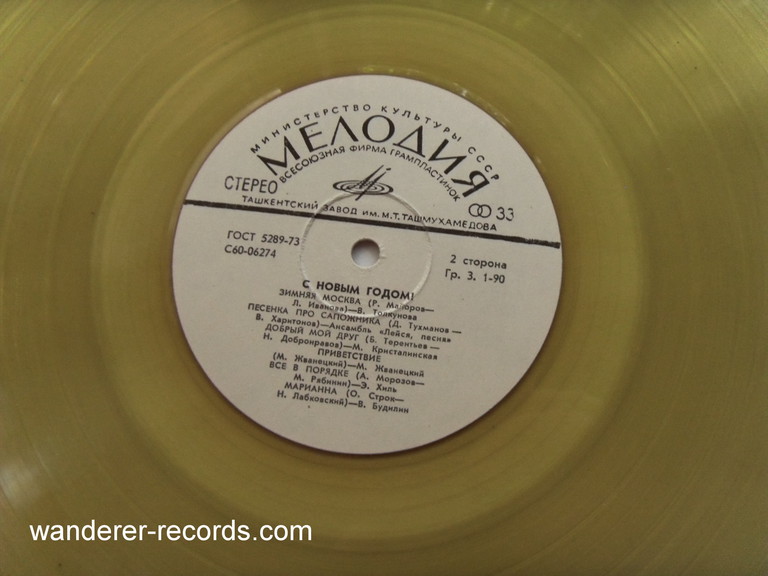 МИНИСТЕРСТВО КУЛЬТУРЫ СССР
МЕЛОДИЯ
ВСЕСОЮЗНАЯ ФИРМА ГРАМПЛАСТИНОК
СТЕРЕО
33
ТАШКЕНТСКИЙ ЗАВОД ИМ. М.Т. ТАШМУХАМЕДОВА
ГОСТ 5289-73
С60-06274
2 сторона
Гр. 3. 1-90
С НОВЫМ ГОДОМ!
ЗИМНЯЯ МОСКВА (Р. Майоров—
Л. Иванова)—В. Толкунова
ПЕСЕНКА ПРО САПОЖНИКА (Д. Тухманов —
В. Харитонов)—Ансамбль «Лейся, песня»
ДОБРЫЙ МОЙ ДРУГ (Б. Терентьев —
Н. Добронравов)—М. Кристалинская
ПРИВЕТСТВИЕ
(М. Жванецкий)—М. Жванецкий
ВСЕ В ПОРЯДКЕ (А. Морозов—
М. Рябинин)—Э. Хиль
МАРИАННА (О. Строк—
Н. Лабковский)—В. Будилин
wanderer-records.com